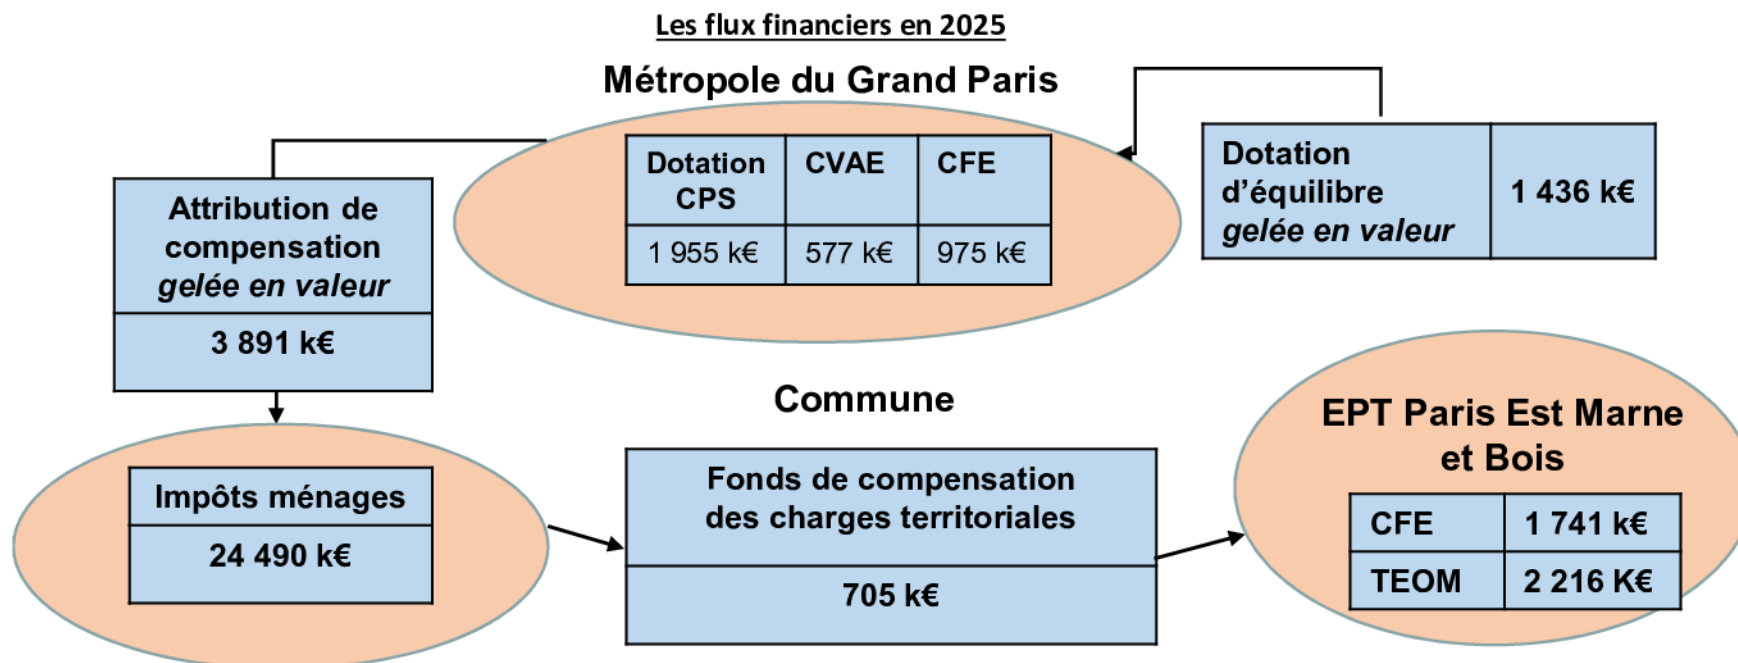 Les flux financiers en 2025
Métropole du Grand Paris
Dotation
CPS
CVAE
CFE
1 955 k€
577 k€
975 k€
Dotation
d’équilibre
gelée en valeur
1 436 k€
Attribution de
compensation
gelée en valeur
3 891 k€
Commune
Impôts ménages
24 490 k€
Fonds de compensation
des charges territoriales
705 k€
EPT Paris Est Marne
et Bois
CFE
1 741 k€
TEOM
2 216 K€